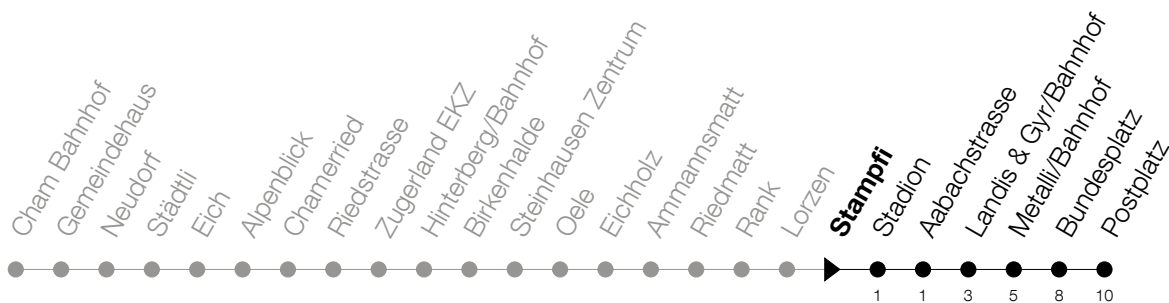 Cham Bahnhof
Gemeindehaus
Neudorf
Städtli
Eich
Alpenblick
Chamerried
Riedstrasse
Zugerland EKZ
Hinterberg/Bahnhof
Birkenhalde
Steinhausen Zentrum
Oele
Eichholz
Ammannsmatt
Riedmatt
Rank
Lorzen
Stampfi
Stadion
Aabachstrasse
Landis & Gyr/Bahnhof
Metalli/Bahnhof
Bundesplatz
Postplatz
1 1 3 5 8 10